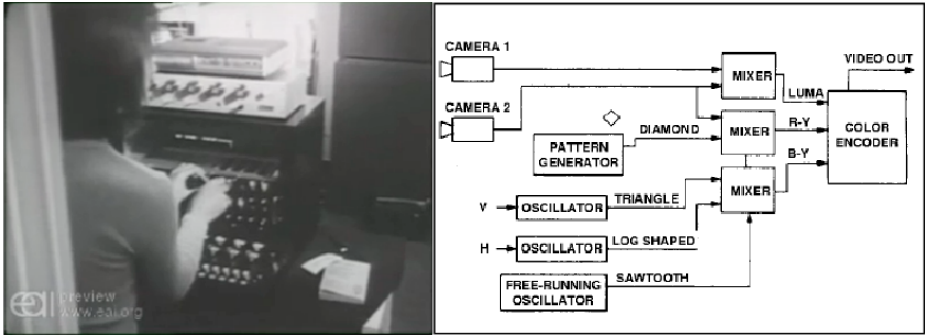 eai preview
www.eai.org
CAMERA 1
CAMERA 2
MIXER
VIDEO OUT
LUMA
DIAMOND
MIXER
R-Y
COLOR
ENCODER
PATTERN
GENERATOR
B-Y
MIXER
V
OSCILLATOR
TRIANGLE
H
OSCILLATOR
LOG SHAPED
FREE-RUNNING
OSCILLATOR
SAWTOOTH